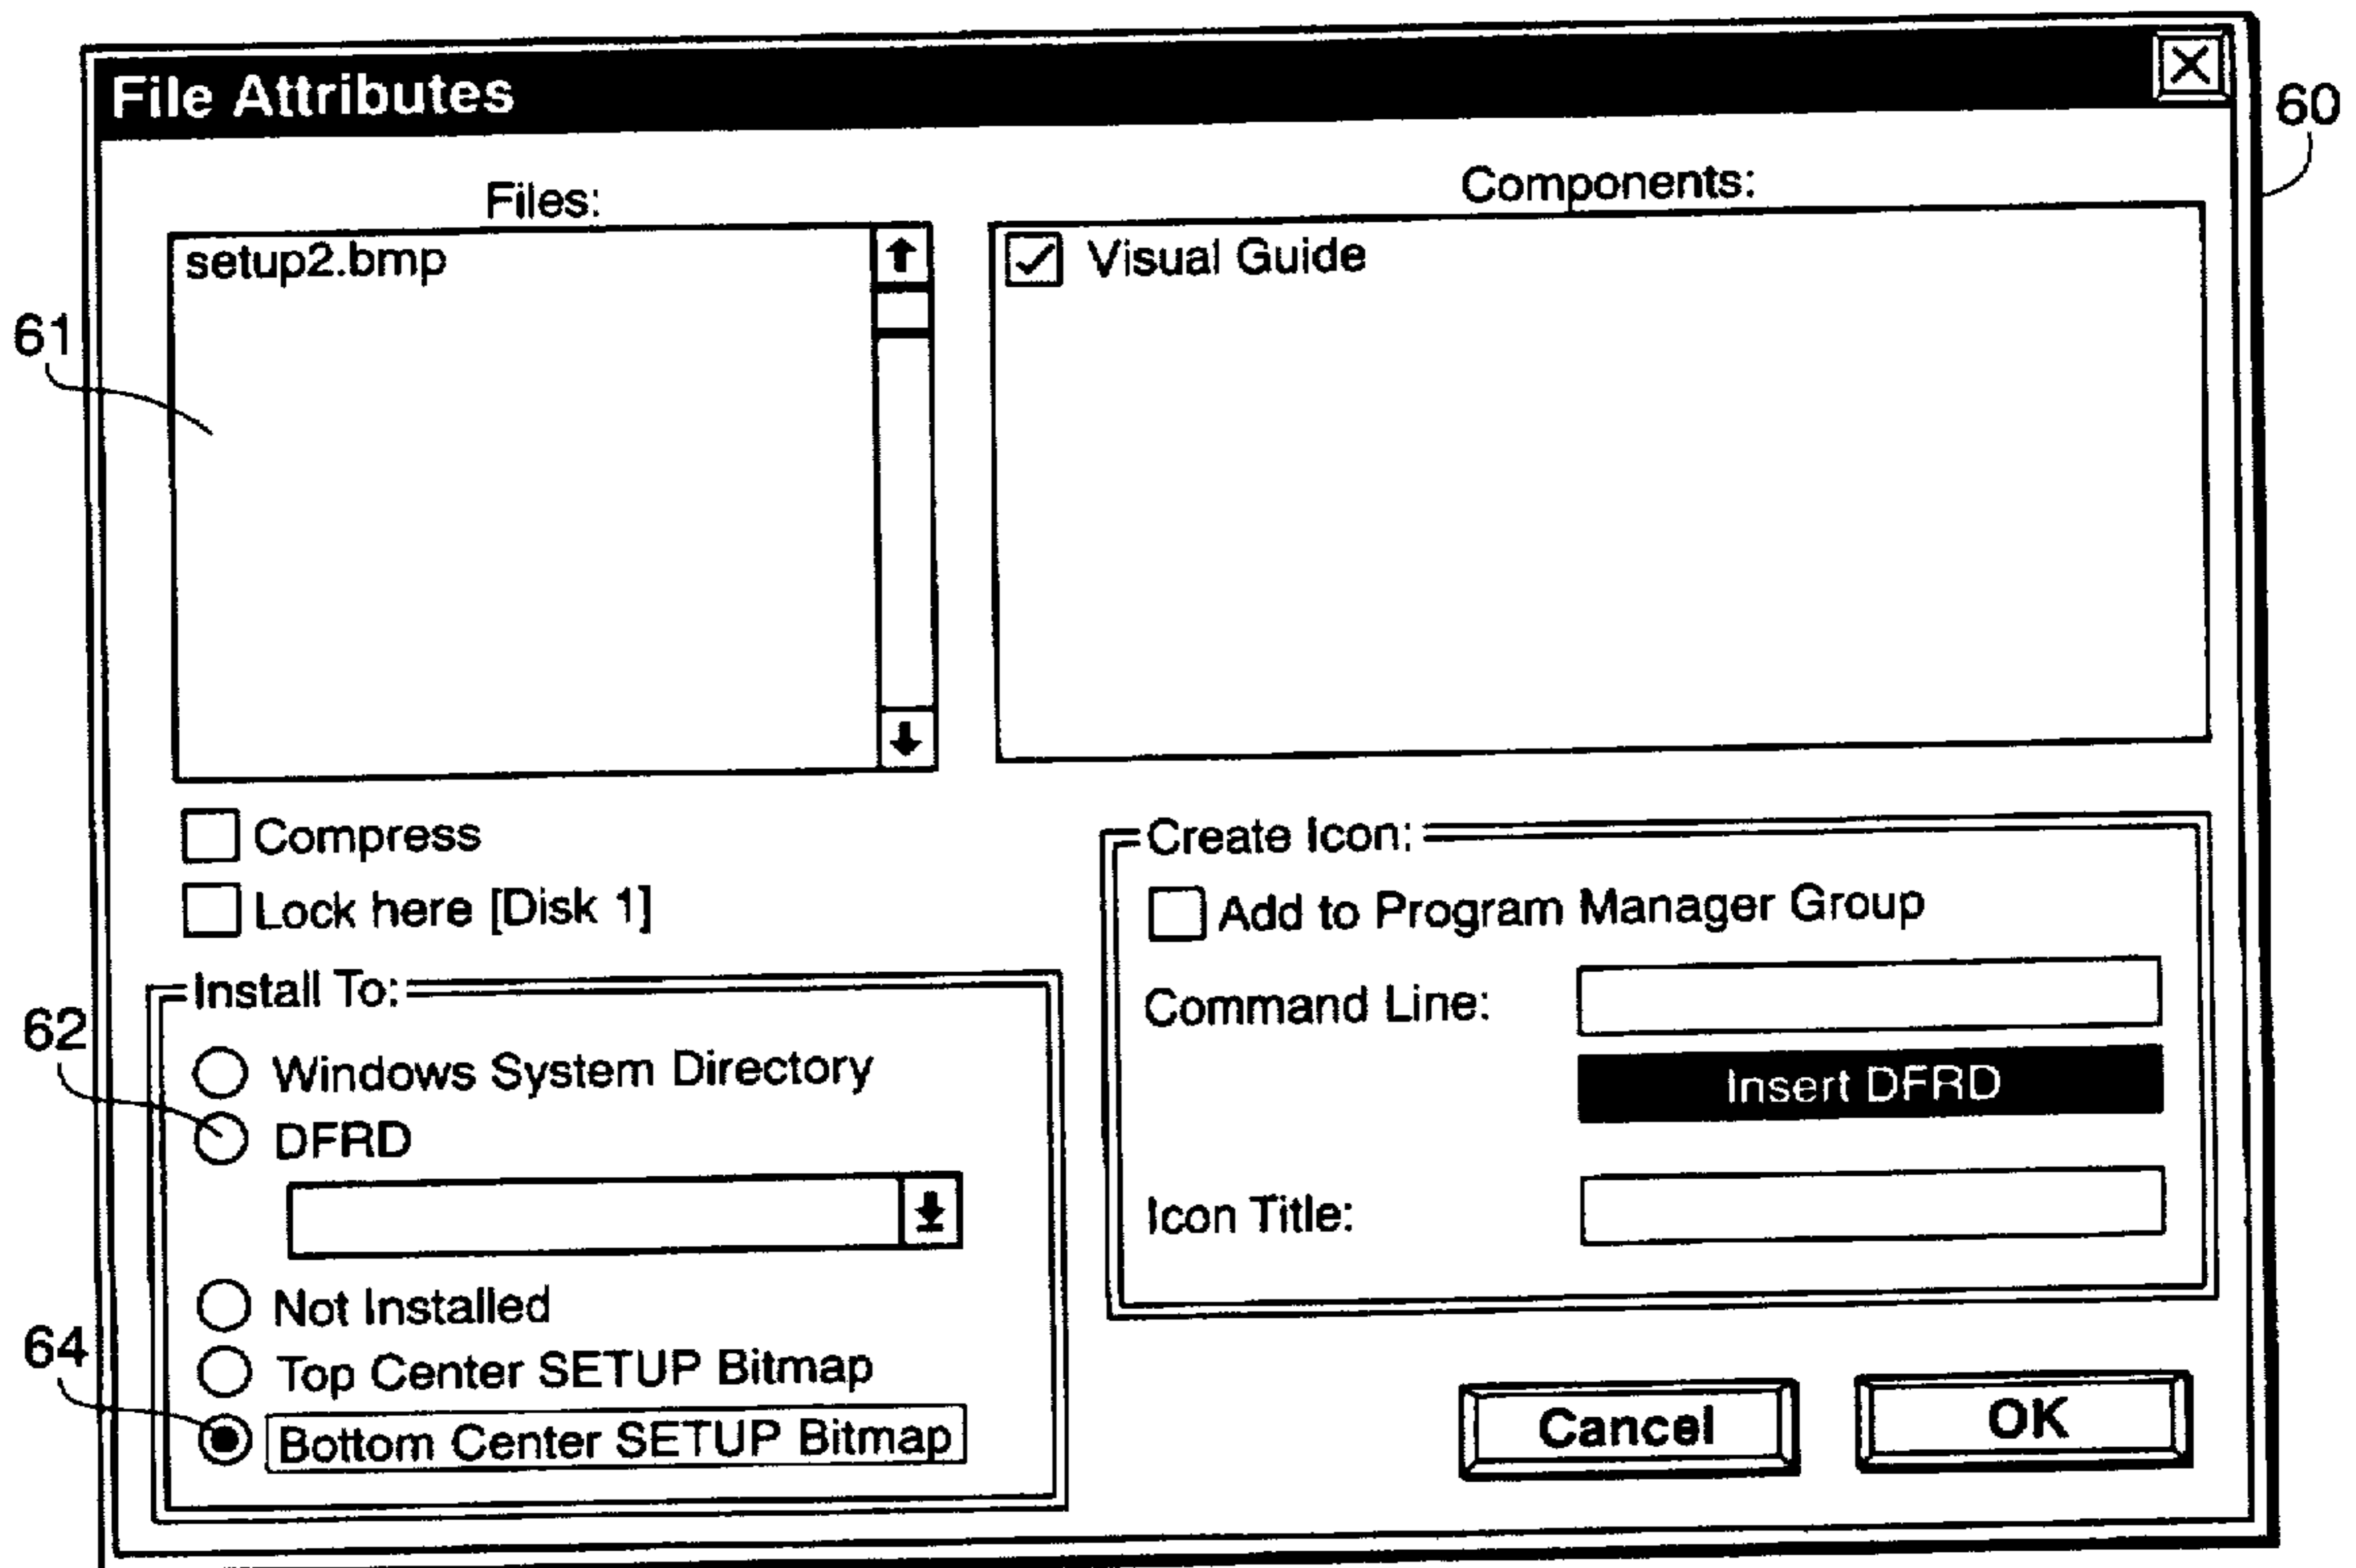 File Attributes
60
Files:
Components:
setup2.bmp
Visual Guide
61
Compress
Lock here [Disk 1]
Create Icon:
Add to Program Manager Group
Command Line:
Insert DFRD
Icon Title:
Install To:
62
Windows System Directory
DFRD
Not Installed
64
Top Center SETUP Bitmap
Bottom Center SETUP Bitmap
Cancel
OK